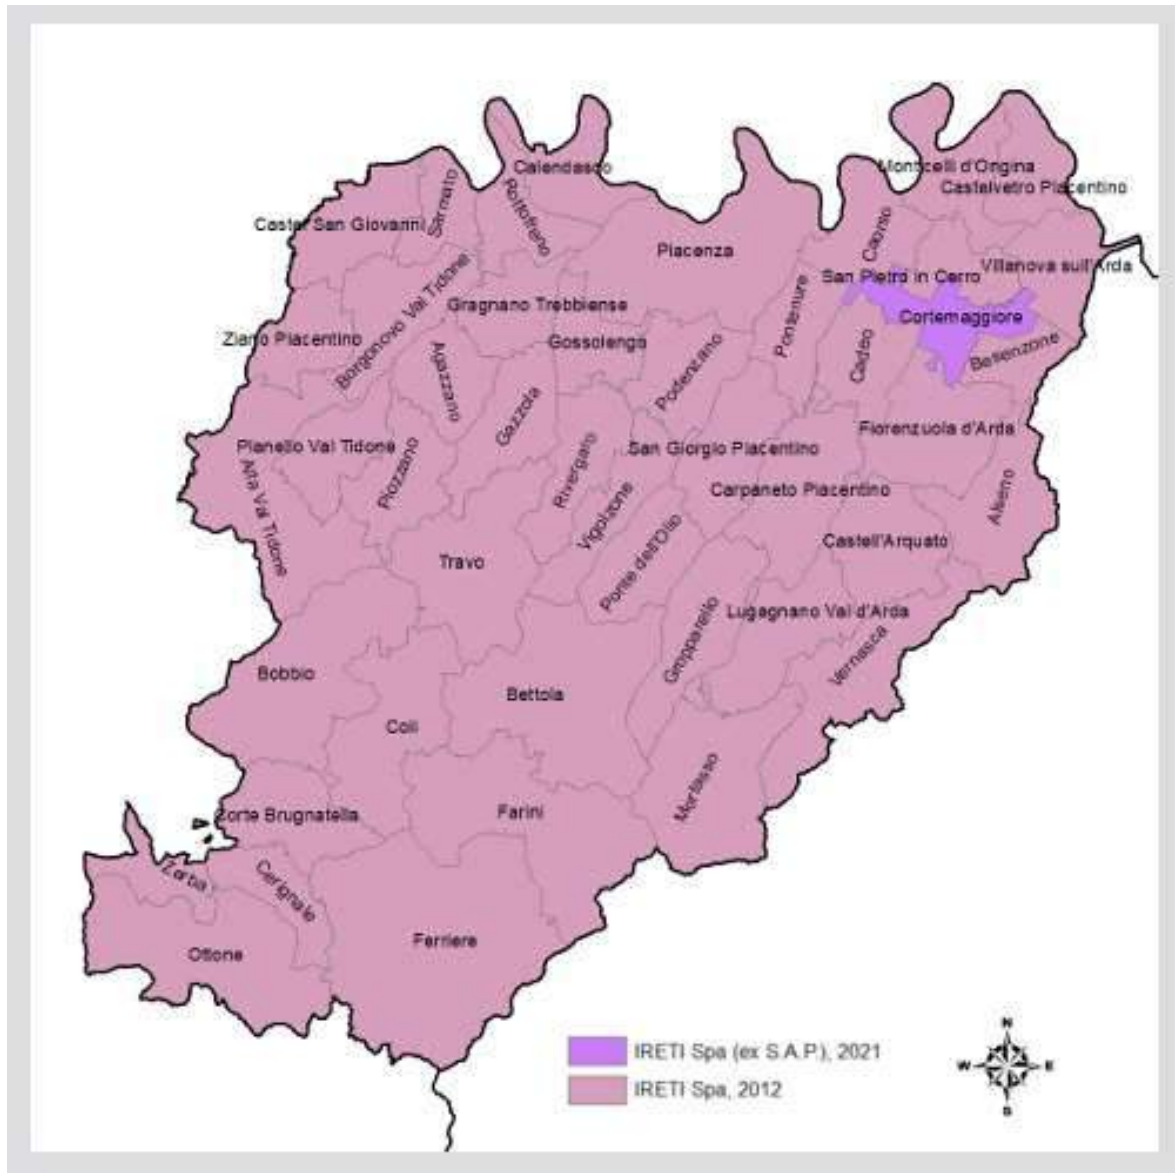 Calendasco
Monticelli d'Ongina
Castelvetro Piacentino
Sarmato
Rottofreno
Castel San Giovanni
Caorso
Piacenza
Villanova sull'Arda
San Pietro in Cerro
Borgonovo Val Tidone
Gragnano Trebbiense
Pontenure
Cortemaggiore
Ziano Piacentino
Gossolengo
Cadeo
Besenzone
Agazzano
Podenzano
Gazzola
Fiorenzuola d'Arda
Pianello Val Tidone
San Giorgio Piacentino
Piozzano
Rivergaro
Carpaneto Piacentino
Alseno
Alta Val Tidone
Vigolzone
Castell'Arquato
Travo
Ponte dell'Olio
Lugagnano Val d'Arda
Gropparello
Vernasca
Bobbio
Bettola
Coli
Morfasso
Farini
Corte Brugnatella
Zerba
Cerignale
Ferriere
Ottone
N
W
E
S
IRETI Spa (ex S.A.P.), 2021
IRETI Spa, 2012